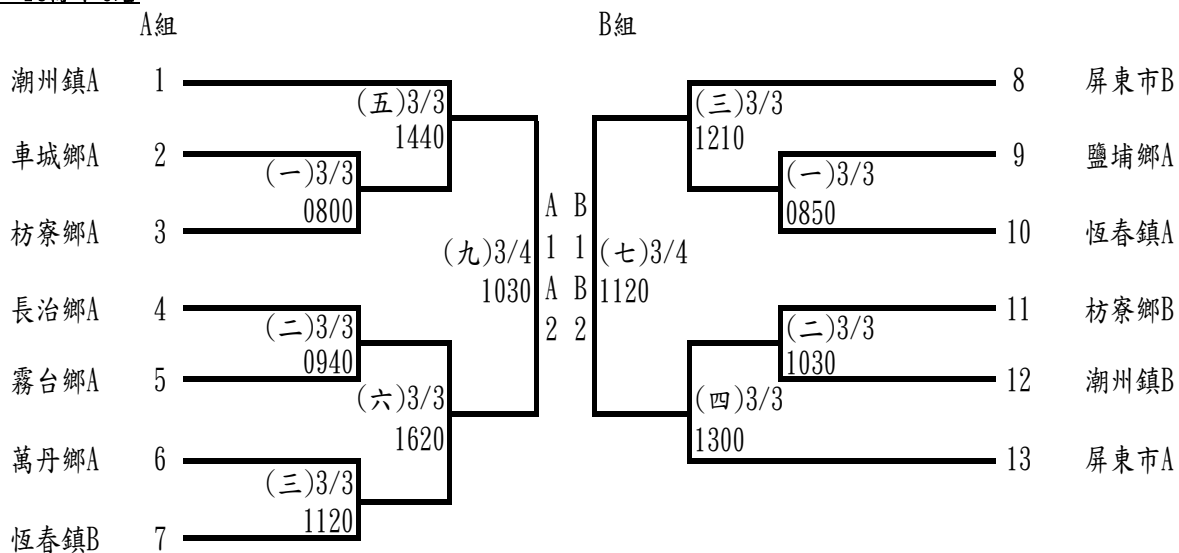 A組 B組
潮州鎮A 1 8 屏東市B
(五)3/3 (三)3/3
1440 1210
車城鄉A 2 9 鹽埔鄉A
(一)3/3 (一)3/3
0800 0850
枋寮鄉A 3 10 恆春鎮A
A B
(九)3/4 1 1 (七)3/4
1030 A B 1120
2 2
長治鄉A 4 11 枋寮鄉B
(二)3/3 (二)3/3
0940 1030
霧台鄉A 5 12 潮州鎮B
(六)3/3 (四)3/3
1620 1300
萬丹鄉A 6 13 屏東市A
(三)3/3
1120
恆春鎮B 7